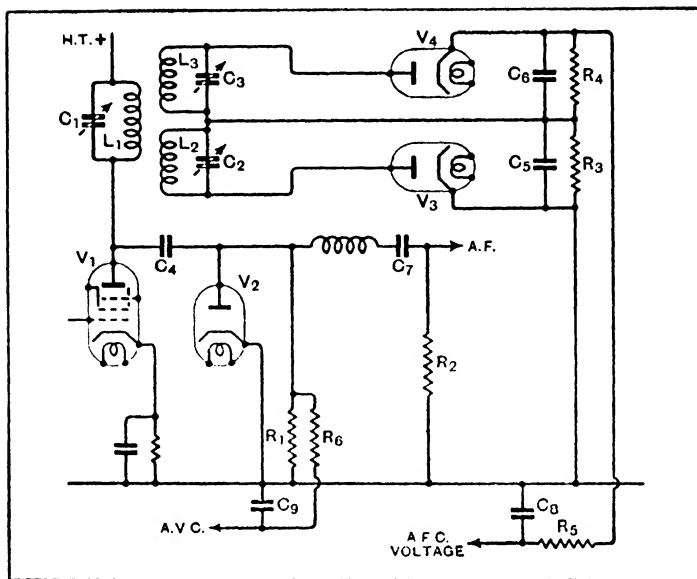 H.T.+
V4
L3
C3
C6
R4
C1
L1
L2
C2
C5
R3
V3
V1
C4
V2
C7
A.F.
R2
R1
R6
C9
A.V.C.
C8
R5
A F C.
VOLTAGE